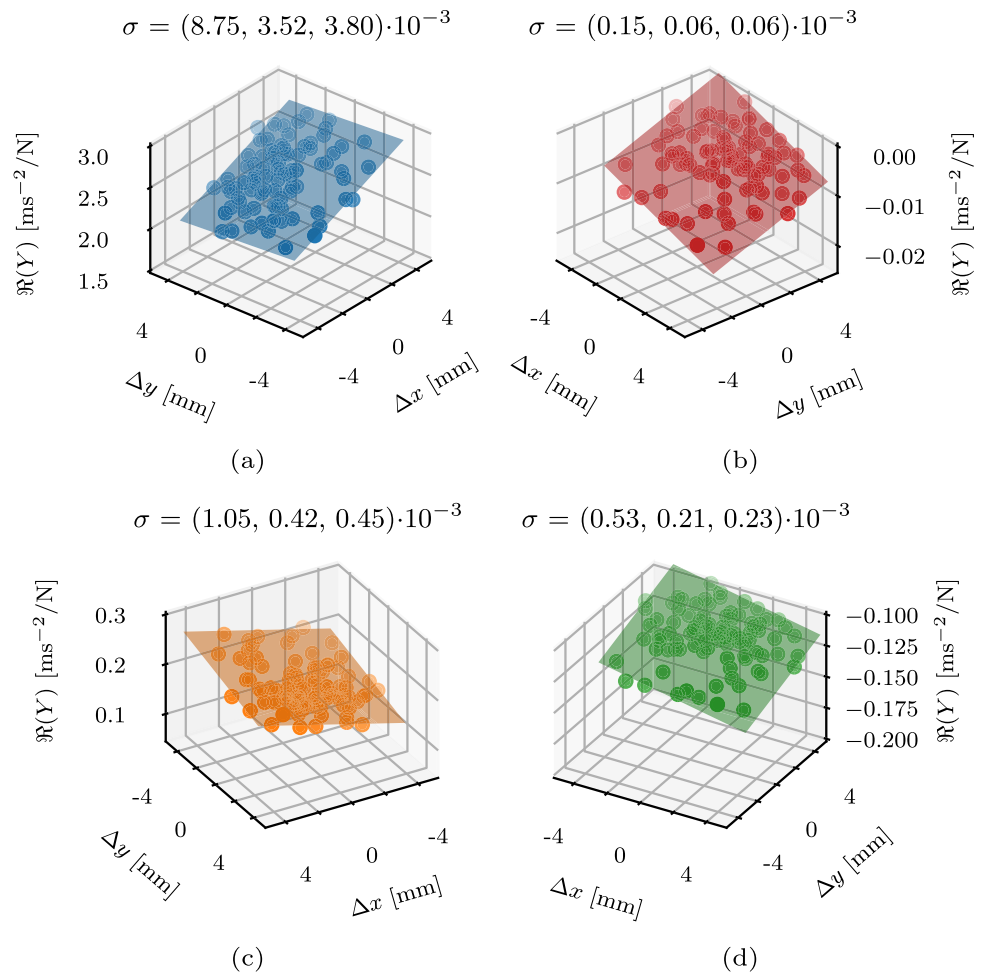 σ = (8.75, 3.52, 3.80)·10⁻³
σ = (0.15, 0.06, 0.06)·10⁻³
ℜ(Y) [ms⁻²/N]
3.0
2.5
2.0
1.5
4
0
-4
Δy [mm]
-4
0
4
Δx [mm]
(a)
-4
0
4
Δx [mm]
-4
0
4
Δy [mm]
0.00
−0.01
−0.02
ℜ(Y) [ms⁻²/N]
(b)
σ = (1.05, 0.42, 0.45)·10⁻³
σ = (0.53, 0.21, 0.23)·10⁻³
ℜ(Y) [ms⁻²/N]
0.3
0.2
0.1
-4
0
4
Δy [mm]
4
0
-4
Δx [mm]
(c)
-4
0
4
Δx [mm]
-4
0
4
Δy [mm]
−0.100
−0.125
−0.150
−0.175
−0.200
ℜ(Y) [ms⁻²/N]
(d)